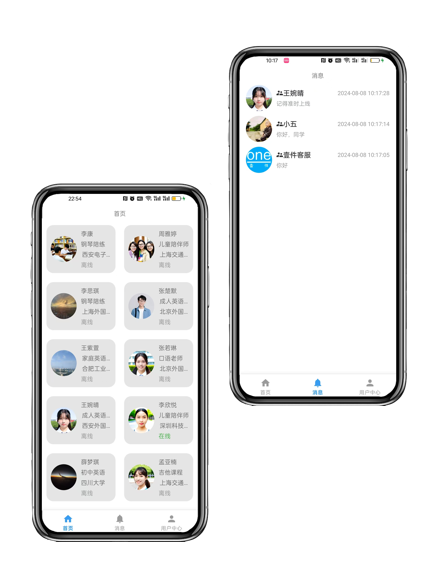 10:17
消息
王婉晴
2024-08-08 10:17:28
记得准时上线
小五
2024-08-08 10:17:14
你好，同学
one
壹件客服
2024-08-08 10:17:05
你好
首页
消息
用户中心
22:54
首页
李康
钢琴陪练
西安电子...
离线
周雅婷
儿童陪伴师
上海交通...
离线
李思琪
钢琴陪练
上海外国...
离线
张楚默
成人英语...
北京外国...
离线
王紫萱
家庭英语...
合肥工业...
离线
张若琳
口语老师
北京外国...
离线
王婉晴
成人英语...
西安外国...
离线
李欣悦
儿童陪伴师
深圳科技...
在线
薛梦琪
初中英语
四川大学
离线
孟亚楠
吉他课程
上海交通...
离线
首页
消息
用户中心